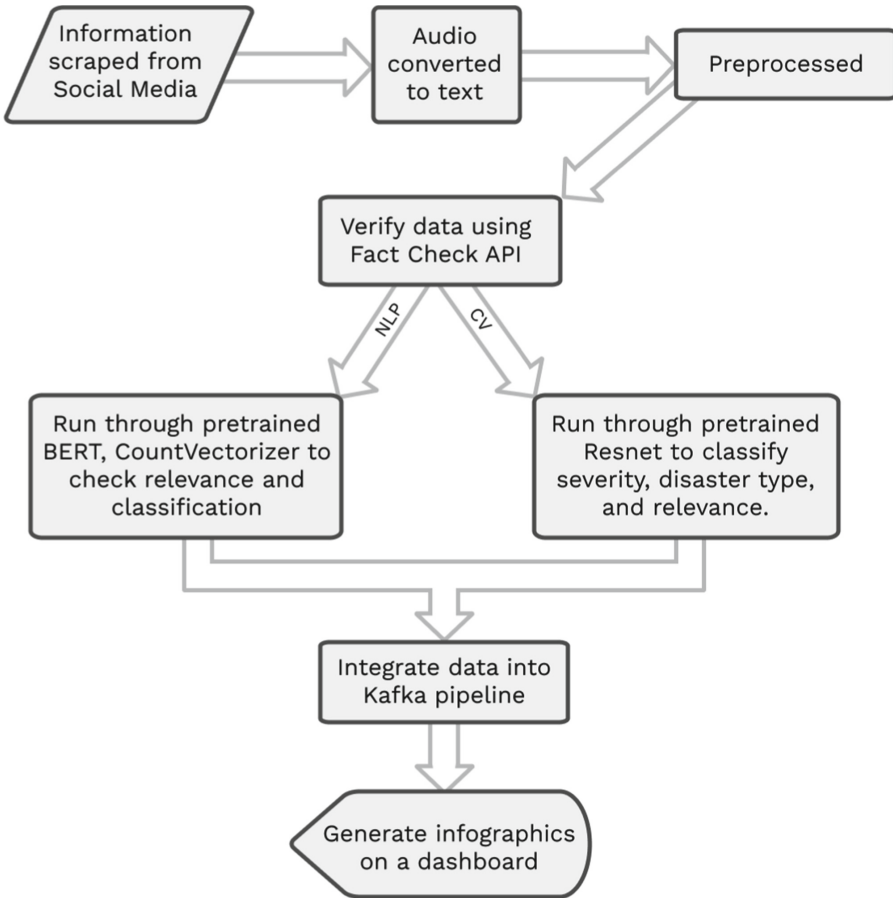 Information
scraped from
Social Media
Audio
converted
to text
Preprocessed
Verify data using
Fact Check API
NLP
CV
Run through pretrained
BERT, CountVectorizer to
check relevance and
classification
Run through pretrained
Resnet to classify
severity, disaster type,
and relevance.
Integrate data into
Kafka pipeline
Generate infographics
on a dashboard